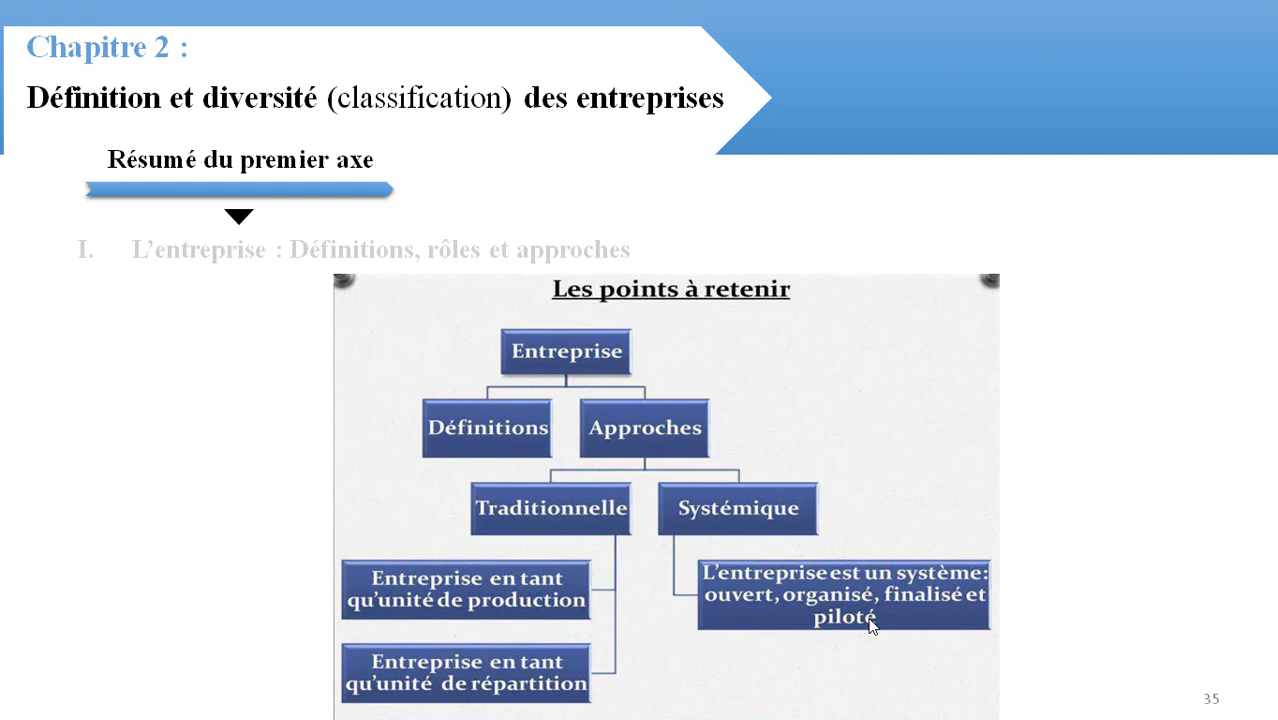 Chapitre 2 :
Définition et diversité (classification) des entreprises
Résumé du premier axe
I. L’entreprise : Définitions, rôles et approches
Les points à retenir
Entreprise
Définitions
Approches
Traditionnelle
Systémique
Entreprise en tant
qu’unité de production
L’entreprise est un système:
ouvert, organisé, finalisé et
piloté
Entreprise en tant
qu’unité de répartition
35